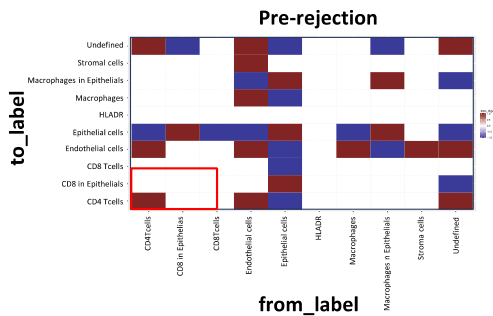 Pre-rejection
to_label
Undefined
Stromal cells
Macrophages in Epithelials
Macrophages
HLADR
Epithelial cells
Endothelial cells
CD8 Tcells
CD8 in Epithelials
CD4 Tcells
CD4Tcells
CD8 in Epithelias
CD8Tcells
Endothelial cells
Epithelial cells
HLADR
Macrophages
Macrophages n Epithelials
Stroma cells
Undefined
from_label